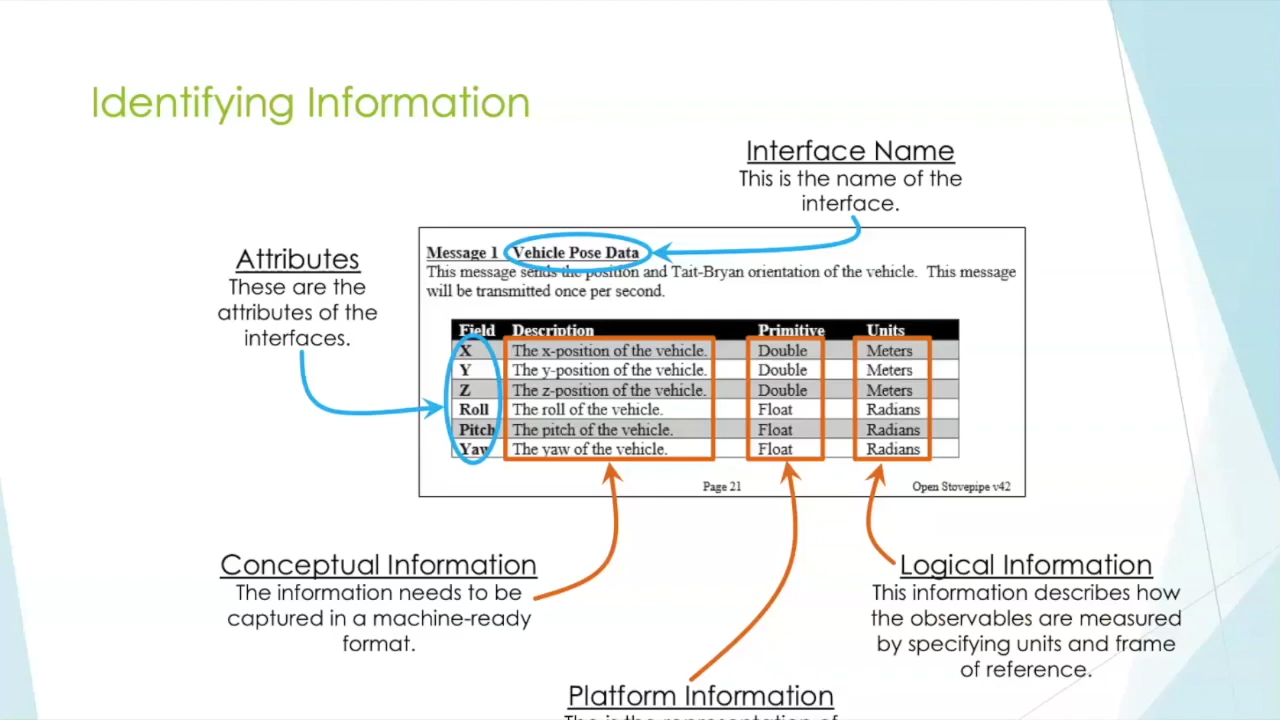 Identifying Information
Interface Name
This is the name of the
interface.
Attributes
These are the
attributes of the
interfaces.
Message 1 Vehicle Pose Data
This message sends the position and Tait-Bryan orientation of the vehicle. This message
will be transmitted once per second.
Field Description Primitive Units
X The x-position of the vehicle. Double Meters
Y The y-position of the vehicle. Double Meters
Z The z-position of the vehicle. Double Meters
Roll The roll of the vehicle. Float Radians
Pitch The pitch of the vehicle. Float Radians
Yaw The yaw of the vehicle. Float Radians
Page 21 Open Stovepipe v42
Conceptual Information
The information needs to be
captured in a machine-ready
format.
Logical Information
This information describes how
the observables are measured
by specifying units and frame
of reference.
Platform Information
The is the representation of